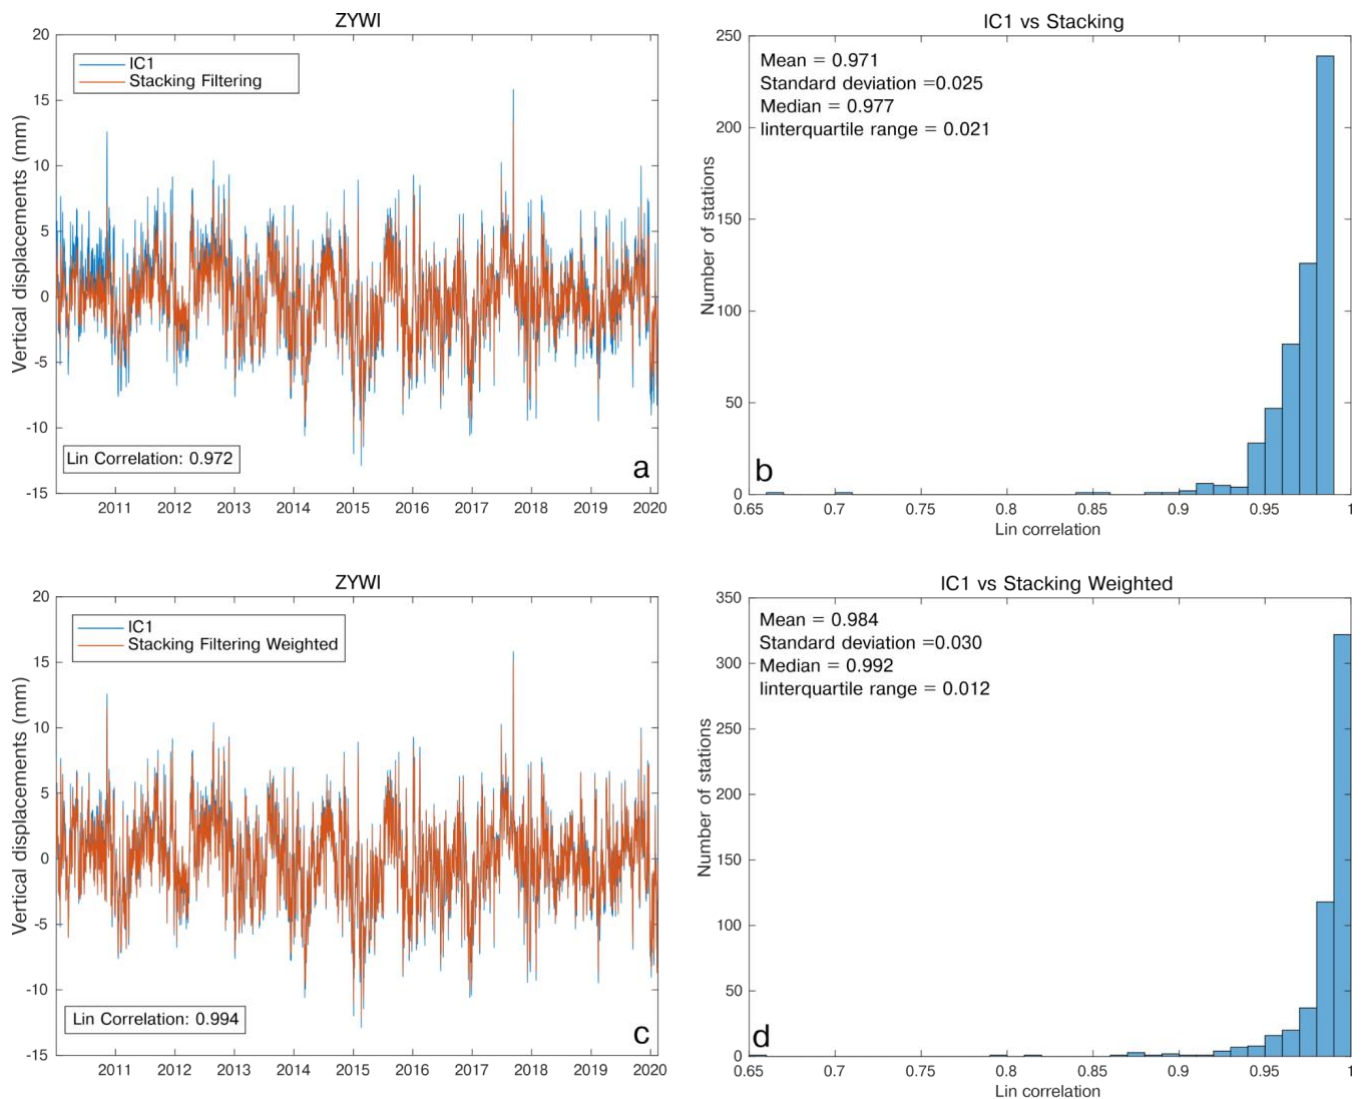 ZYWI
20
15
10
5
0
-5
-10
-15
Vertical displacements (mm)
IC1
Stacking Filtering
Lin Correlation: 0.972
a
2011 2012 2013 2014 2015 2016 2017 2018 2019 2020
IC1 vs Stacking
250
200
150
100
50
0
Number of stations
Mean = 0.971
Standard deviation =0.025
Median = 0.977
Iinterquartile range = 0.021
b
0.65 0.7 0.75 0.8 0.85 0.9 0.95 1
Lin correlation
ZYWI
20
15
10
5
0
-5
-10
-15
Vertical displacements (mm)
IC1
Stacking Filtering Weighted
Lin Correlation: 0.994
c
2011 2012 2013 2014 2015 2016 2017 2018 2019 2020
IC1 vs Stacking Weighted
350
300
250
200
150
100
50
0
Number of stations
Mean = 0.984
Standard deviation =0.030
Median = 0.992
Iinterquartile range = 0.012
d
0.65 0.7 0.75 0.8 0.85 0.9 0.95 1
Lin correlation